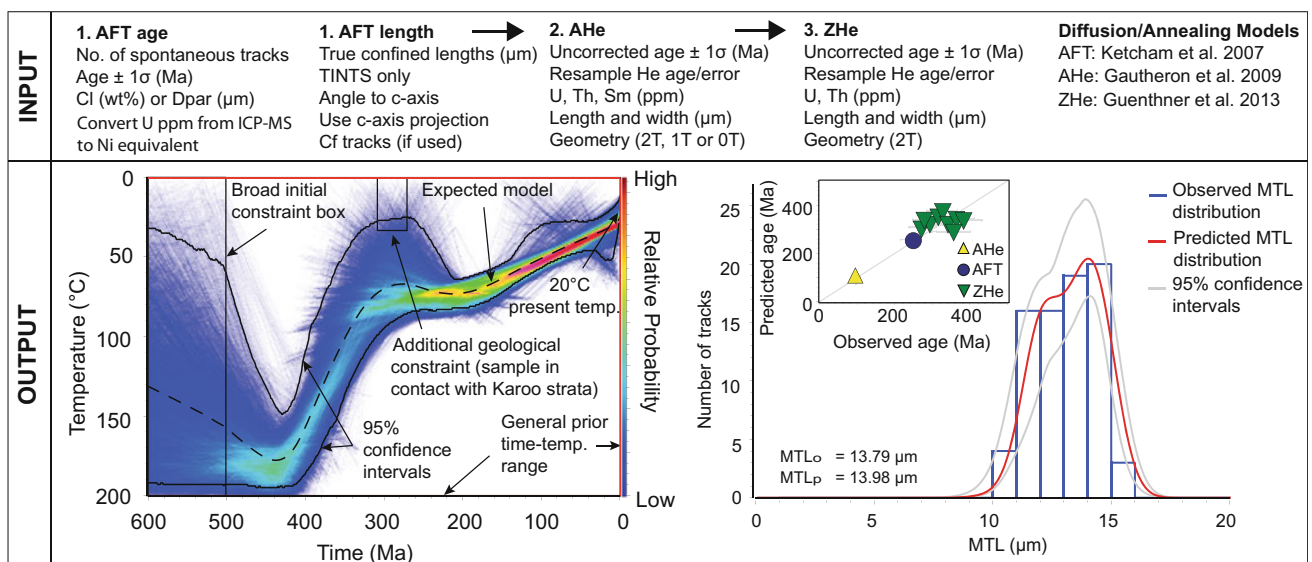 INPUT
1. AFT age
No. of spontaneous tracks
Age ± 1σ (Ma)
Cl (wt%) or Dpar (μm)
Convert U ppm from ICP-MS
to Ni equivalent
1. AFT length
True confined lengths (μm)
TINTS only
Angle to c-axis
Use c-axis projection
Cf tracks (if used)
2. AHe
Uncorrected age ± 1σ (Ma)
Resample He age/error
U, Th, Sm (ppm)
Length and width (μm)
Geometry (2T, 1T or 0T)
3. ZHe
Uncorrected age ± 1σ (Ma)
Resample He age/error
U, Th (ppm)
Length and width (μm)
Geometry (2T)
Diffusion/Annealing Models
AFT: Ketcham et al. 2007
AHe: Gautheron et al. 2009
ZHe: Guenthner et al. 2013
OUTPUT
Temperature (°C)
0
50
100
150
200
600
500
400
300
200
100
0
Time (Ma)
Broad initial
constraint box
Expected model
20°C
present temp.
Additional geological
constraint (sample in
contact with Karoo strata)
95%
confidence
intervals
General prior
time-temp.
range
High
Relative Probability
Low
Number of tracks
25
20
15
10
5
0
0
5
10
15
20
MTL (μm)
MTLO = 13.79 μm
MTLP = 13.98 μm
Predicted age (Ma)
400
200
0
0
200
400
Observed age (Ma)
AHe
AFT
ZHe
Observed MTL
distribution
Predicted MTL
distribution
95% confidence
intervals